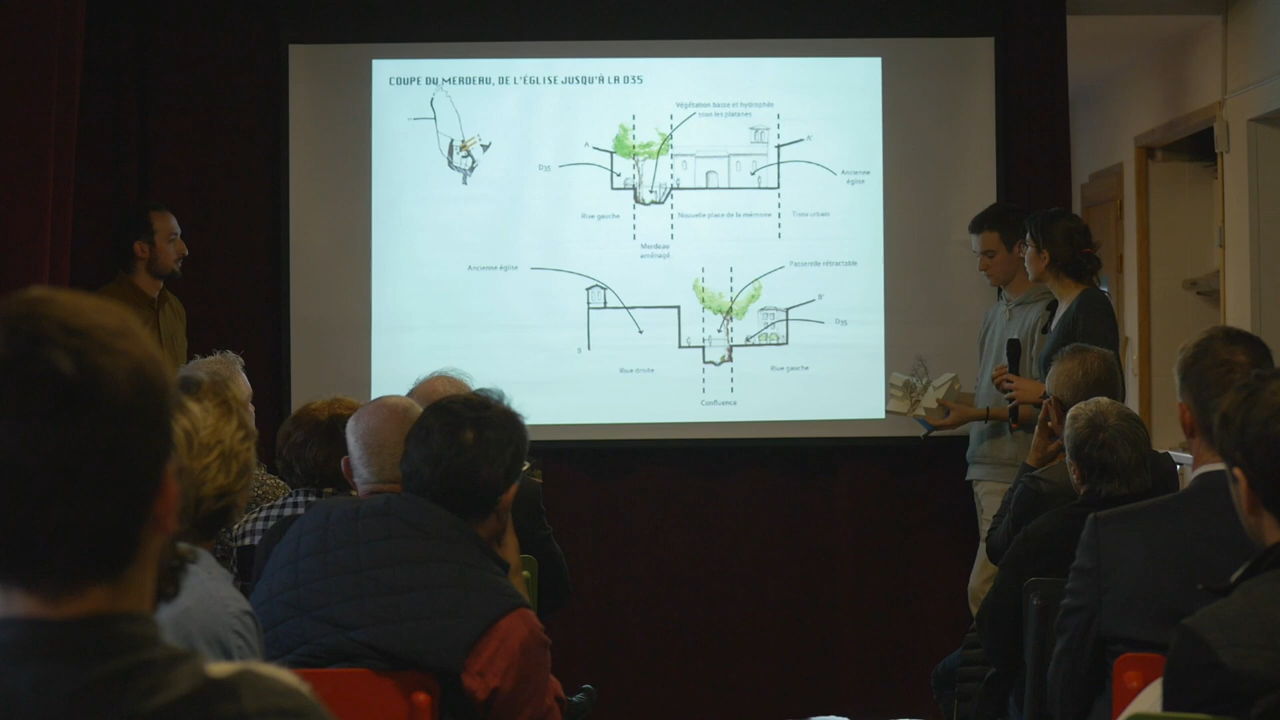 COUPE DU MERDEAU, DE L'ÉGLISE JUSQU'À LA D35
Végétation basse et hydrophile
sous les platanes
A
A'
D35
Ancienne
église
Rive gauche
Nouvelle place de la mémoire
Tissu urbain
Merdeau
aménagé
Ancienne église
Passerelle rétractable
B'
D35
B
Rive droite
Rive gauche
Confluence